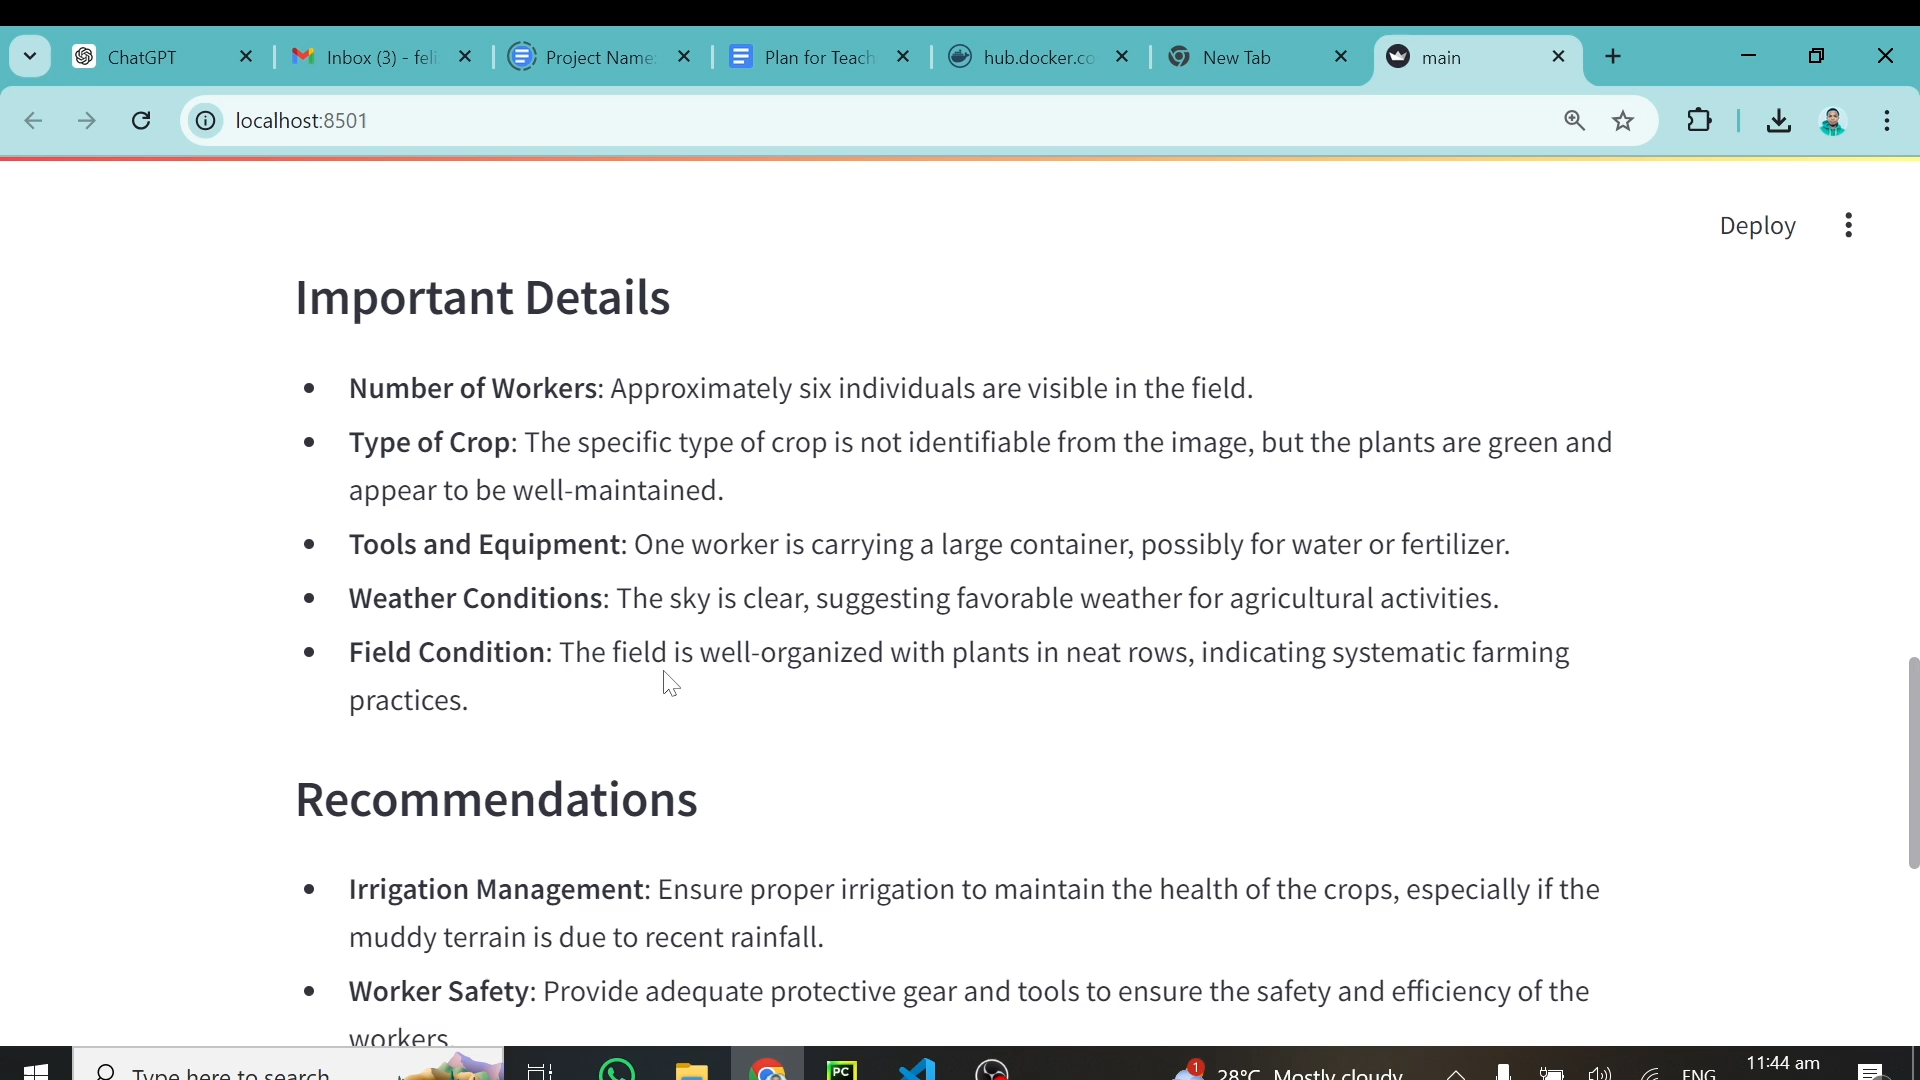 ChatGPT
Inbox (3) - feli
Project Name:
Plan for Teach
hub.docker.co
New Tab
main
localhost:8501
Deploy
Important Details
Number of Workers: Approximately six individuals are visible in the field.
Type of Crop: The specific type of crop is not identifiable from the image, but the plants are green and
appear to be well-maintained.
Tools and Equipment: One worker is carrying a large container, possibly for water or fertilizer.
Weather Conditions: The sky is clear, suggesting favorable weather for agricultural activities.
Field Condition: The field is well-organized with plants in neat rows, indicating systematic farming
practices.
Recommendations
Irrigation Management: Ensure proper irrigation to maintain the health of the crops, especially if the
muddy terrain is due to recent rainfall.
Worker Safety: Provide adequate protective gear and tools to ensure the safety and efficiency of the
workers.
Type here to search
PC
1
28°C Mostly cloudy
ENG
11:44 am